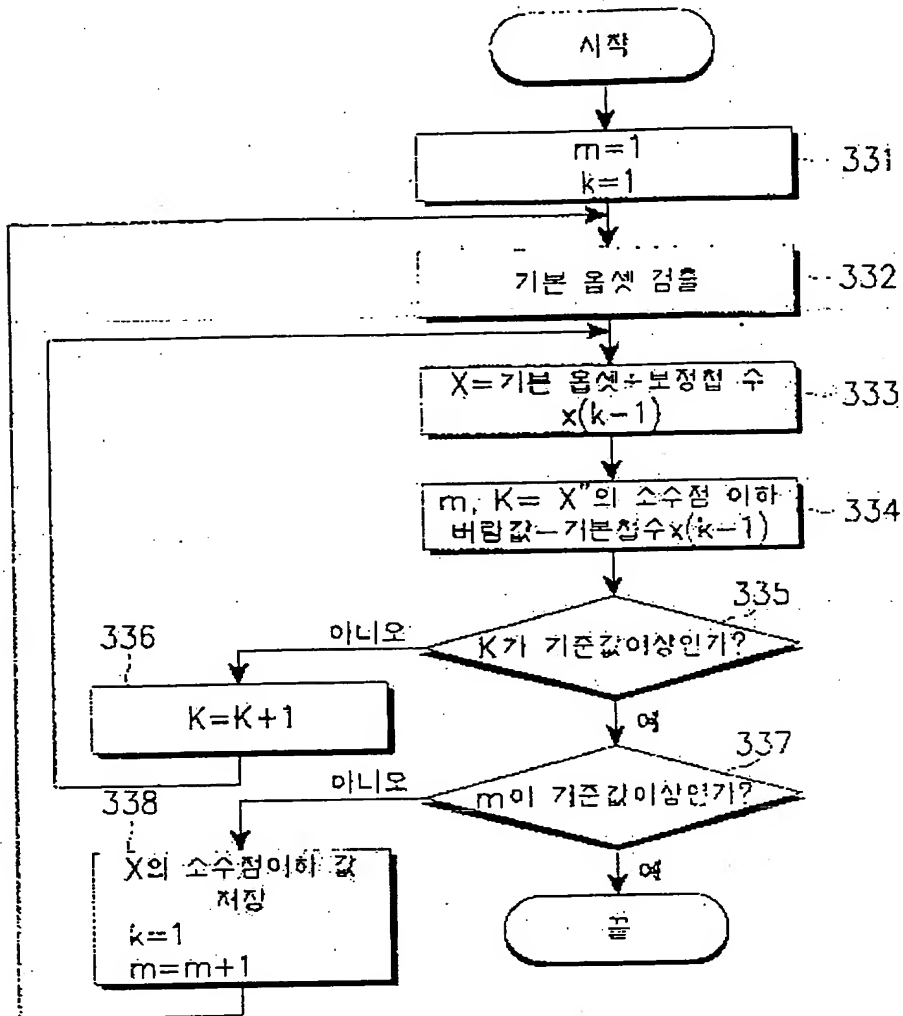 시작
m=1
k=1
331
기본 옵셋 검출
332
X=기본 옵셋÷보정첩 수
x(k-1)
333
m, K= X"의 소수점 이하
버림값-기본첩수x(k-1)
334
335
K가 기준값이상인가?
아니오
336
K=K+1
예
337
m이 기준값이상인가?
아니오
338
X의 소수점이하 값
저장
k=1
m=m+1
예
끝